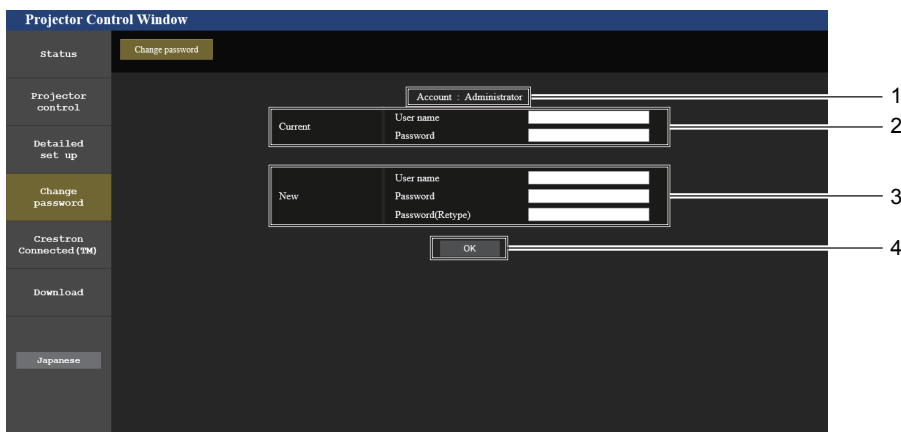 Projector Control Window
Status
Change password
Projector
control
Detailed
set up
Change
password
Crestron
Connected(TM)
Download
Japanese
Account : Administrator
1
Current
User name
Password
2
New
User name
Password
Password(Retype)
3
OK
4